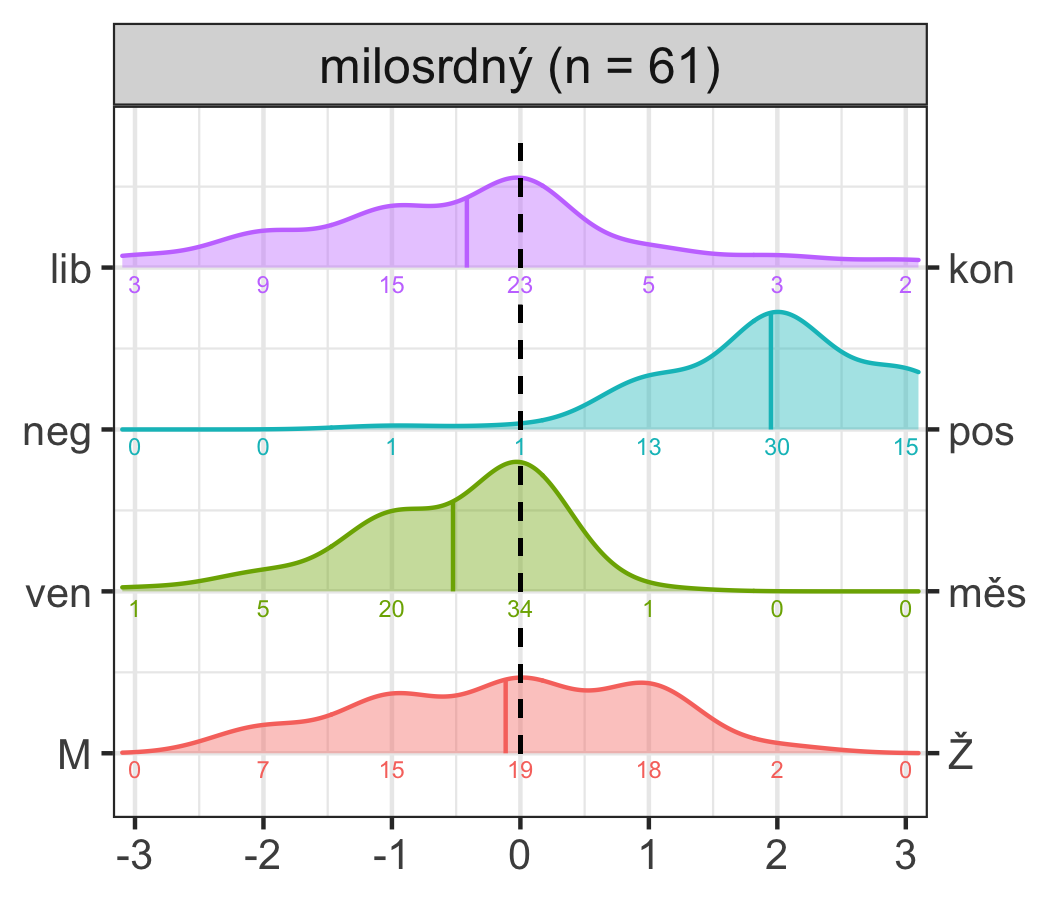 milosrdný (n = 61)
lib kon
3 9 15 23 5 3 2
neg pos
0 0 1 1 13 30 15
ven měs
1 5 20 34 1 0 0
M Ž
0 7 15 19 18 2 0
-3 -2 -1 0 1 2 3